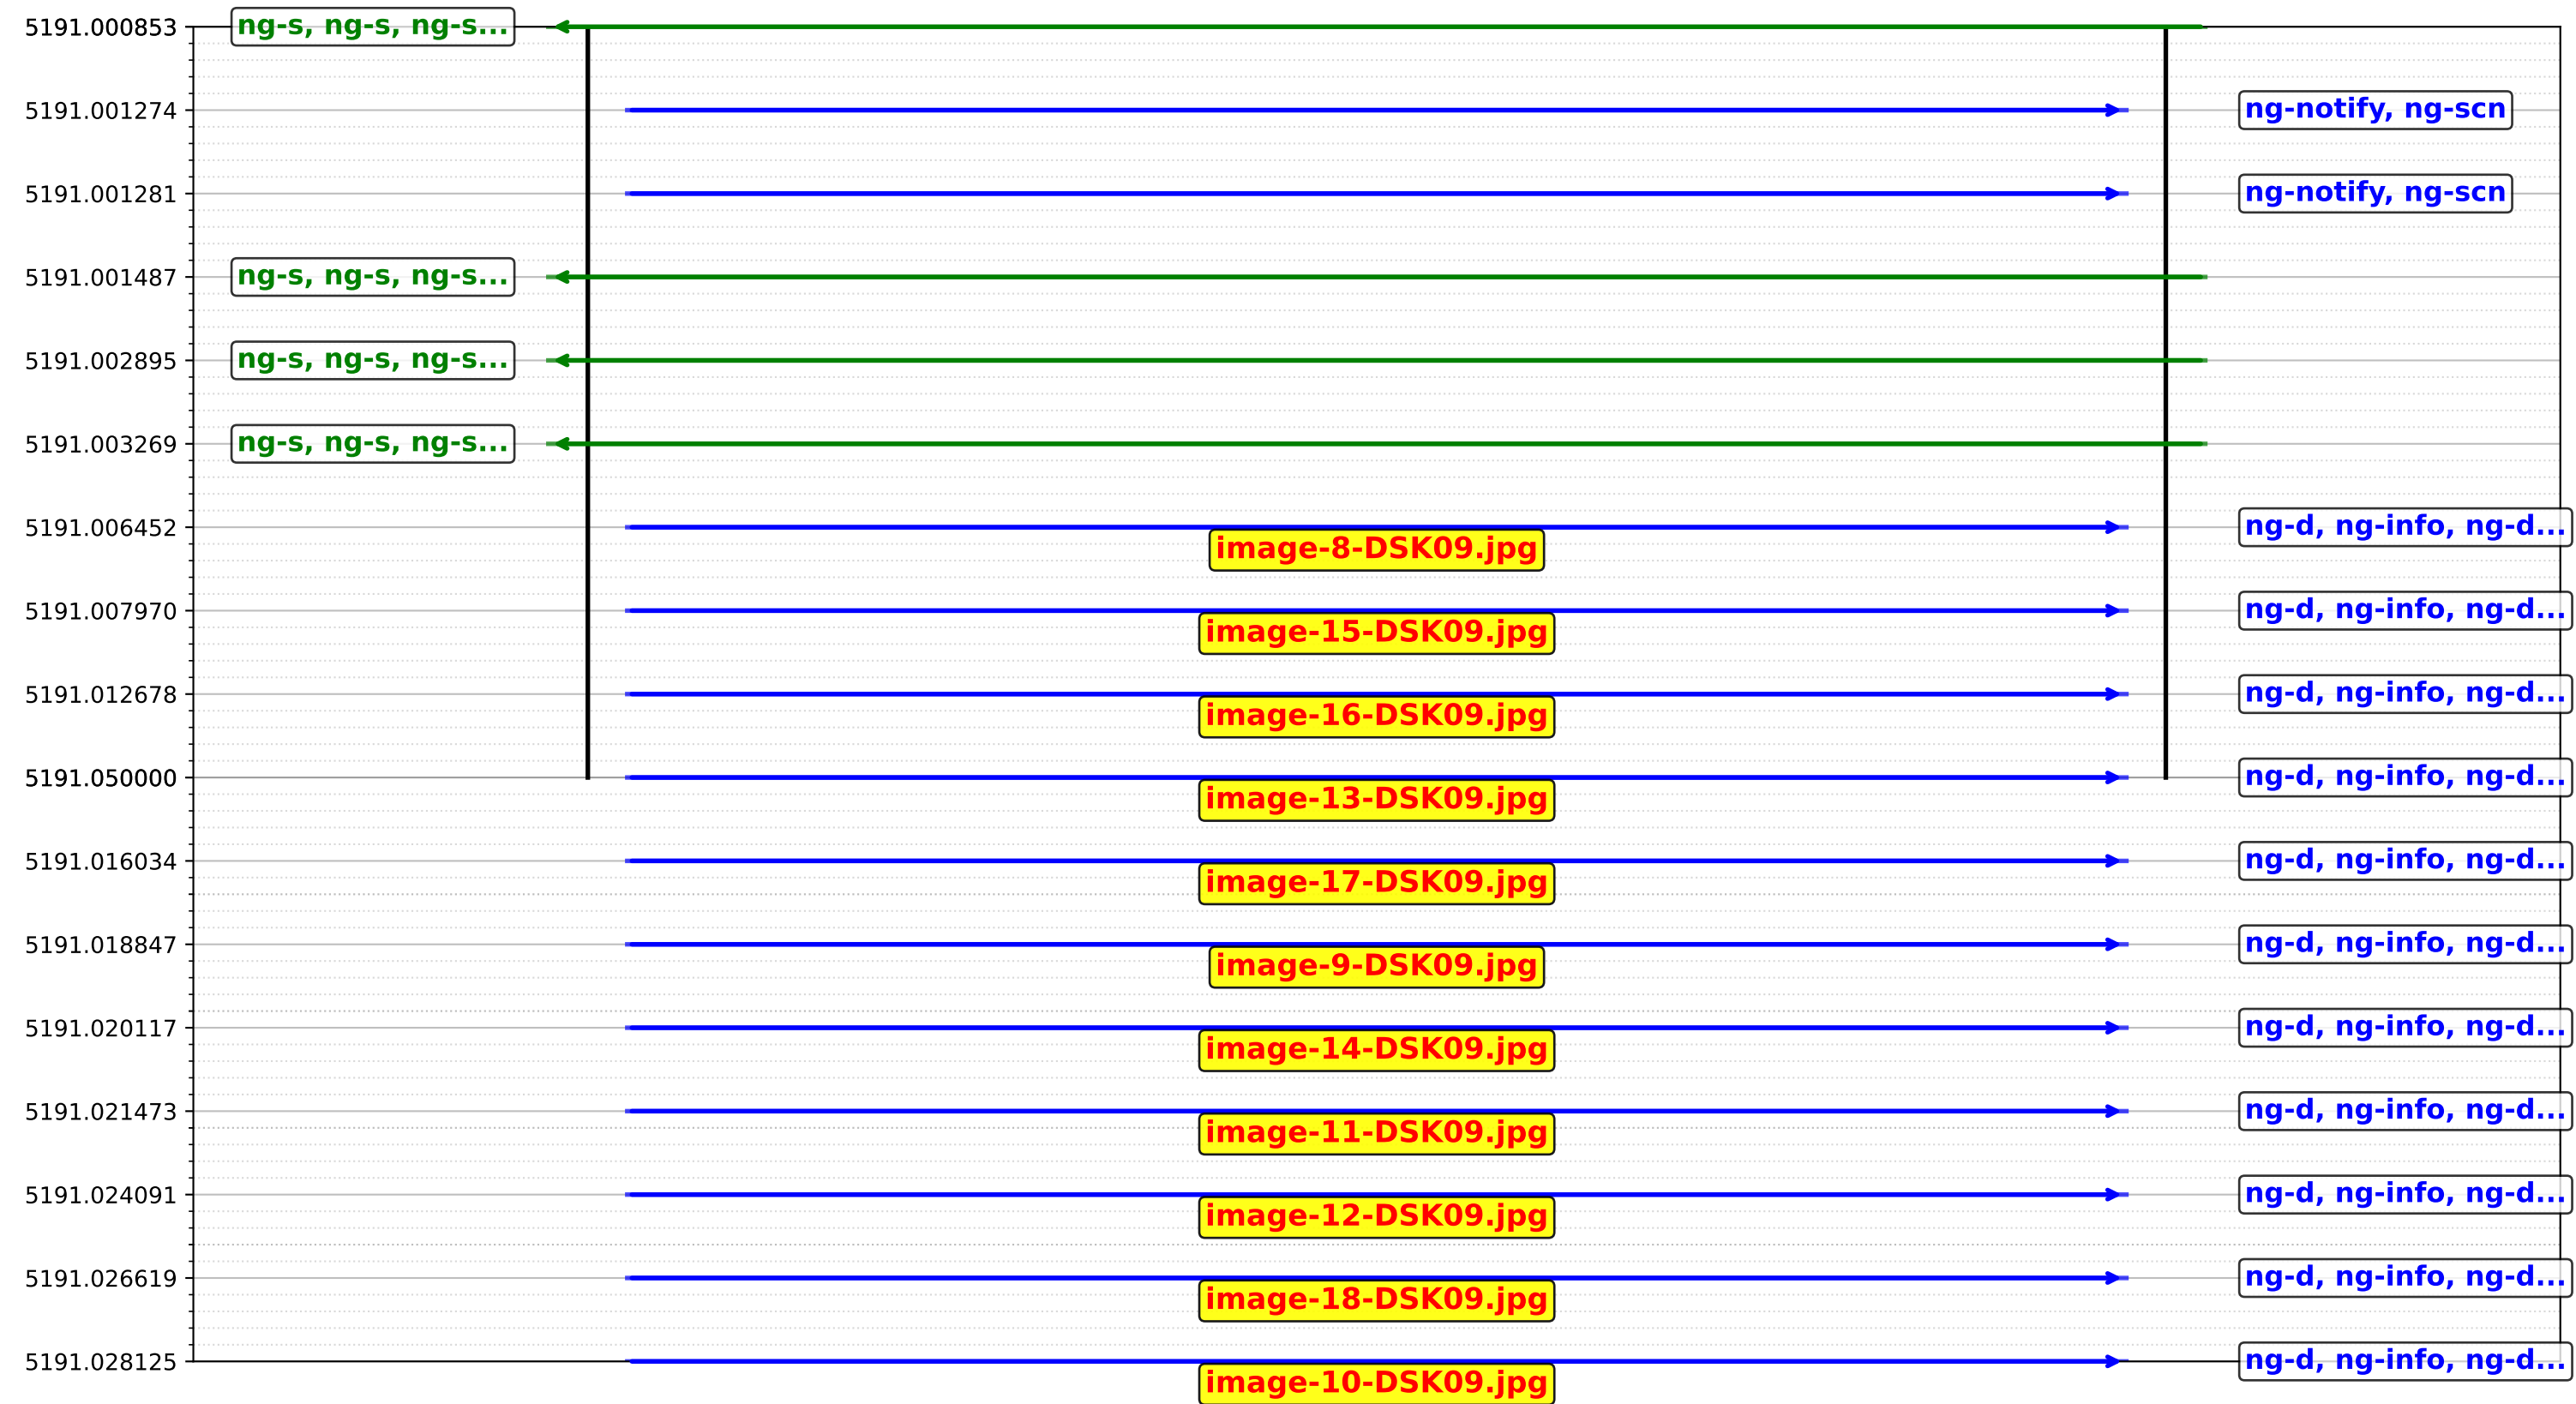 5191.000853 ng-s, ng-s, ng-s...
5191.001274 ng-notify, ng-scn
5191.001281 ng-notify, ng-scn
5191.001487 ng-s, ng-s, ng-s...
5191.002895 ng-s, ng-s, ng-s...
5191.003269 ng-s, ng-s, ng-s...
5191.006452 ng-d, ng-info, ng-d...
image-8-DSK09.jpg
5191.007970 ng-d, ng-info, ng-d...
image-15-DSK09.jpg
5191.012678 ng-d, ng-info, ng-d...
image-16-DSK09.jpg
5191.050000 ng-d, ng-info, ng-d...
image-13-DSK09.jpg
5191.016034 ng-d, ng-info, ng-d...
image-17-DSK09.jpg
5191.018847 ng-d, ng-info, ng-d...
image-9-DSK09.jpg
5191.020117 ng-d, ng-info, ng-d...
image-14-DSK09.jpg
5191.021473 ng-d, ng-info, ng-d...
image-11-DSK09.jpg
5191.024091 ng-d, ng-info, ng-d...
image-12-DSK09.jpg
5191.026619 ng-d, ng-info, ng-d...
image-18-DSK09.jpg
5191.028125 ng-d, ng-info, ng-d...
image-10-DSK09.jpg